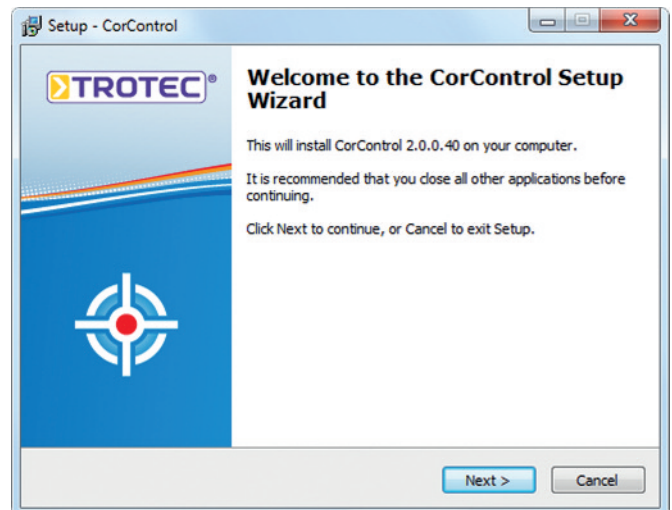 Setup - CorControl
TROTEC®
Welcome to the CorControl Setup
Wizard
This will install CorControl 2.0.0.40 on your computer.
It is recommended that you close all other applications before
continuing.
Click Next to continue, or Cancel to exit Setup.
Next >
Cancel